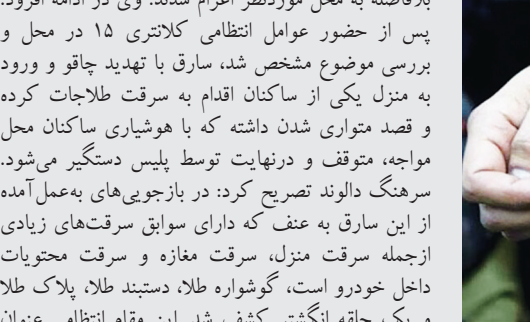 بلافاصله به محل موردنظر اعزام شدند. وی در ادامه افزود:
پس از حضور عوامل انتظامی کلانتری ۱۵ در محل و
بررسی موضوع مشخص شد، سارق با تهدید چاقو و ورود
به منزل یکی از ساکنان اقدام به سرقت طلاجات کرده
و قصد متواری شدن داشته که با هوشیاری ساکنان محل
مواجه، متوقف و درنهایت توسط پلیس دستگیر می‌شود.
سرهنگ دالوند تصریح کرد: در بازجویی‌های به‌عمل‌آمده
از این سارق به عنف که دارای سوابق سرقت‌های زیادی
ازجمله سرقت منزل، سرقت مغازه و سرقت محتویات
داخل خودرو است، گوشواره طلا، دستبند طلا، پلاک طلا
و یک حلقه انگشتر کشف شد. این مقام انتظامی عنوان